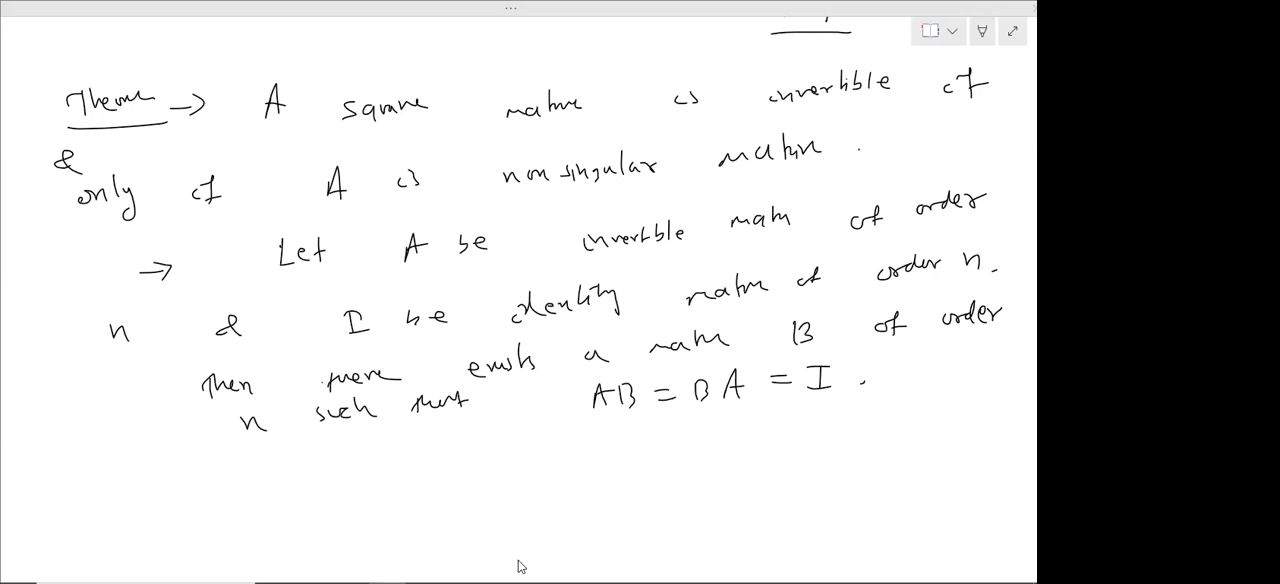 Theorem → A square matrix is invertible if
&
only if A is nonsingular matrix.
→ Let A be invertible matrix of order
n & I be identity matrix of order n.
Then there exists a matrix B of order
n such that AB = BA = I.